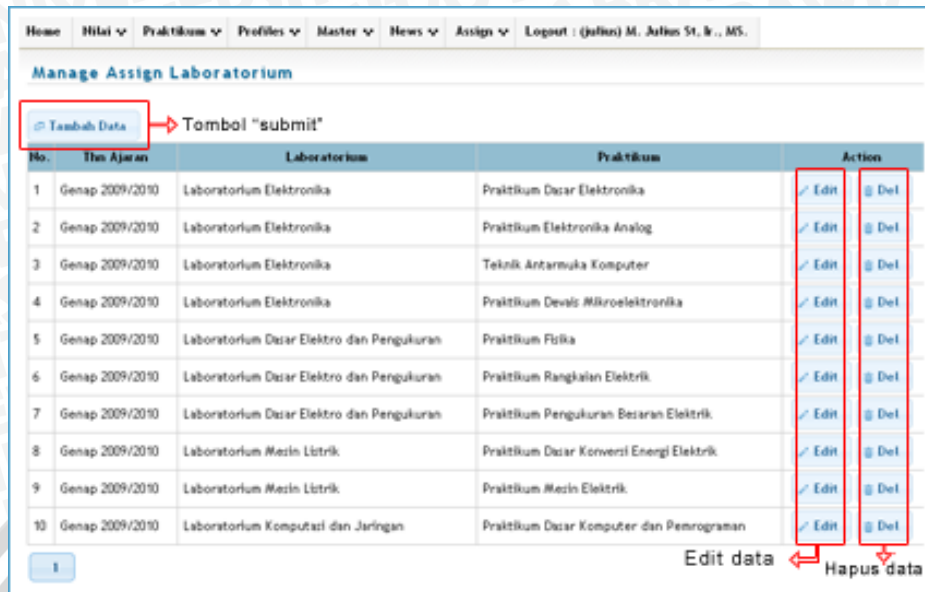 Home Nilai Praktikum Profiles Master News Assign Logout : (julius) M. Julius St, Ir., MS.
Manage Assign Laboratorium
Tambah Data Tombol "submit"
No. Thn Ajaran Laboratorium Praktikum Action
1 Genap 2009/2010 Laboratorium Elektronika Praktikum Dasar Elektronika Edit Del
2 Genap 2009/2010 Laboratorium Elektronika Praktikum Elektronika Analog Edit Del
3 Genap 2009/2010 Laboratorium Elektronika Teknik Antarmuka Komputer Edit Del
4 Genap 2009/2010 Laboratorium Elektronika Praktikum Devais Mikroelektronika Edit Del
5 Genap 2009/2010 Laboratorium Dasar Elektro dan Pengukuran Praktikum Fisika Edit Del
6 Genap 2009/2010 Laboratorium Dasar Elektro dan Pengukuran Praktikum Rangkaian Elektrik Edit Del
7 Genap 2009/2010 Laboratorium Dasar Elektro dan Pengukuran Praktikum Pengukuran Besaran Elektrik Edit Del
8 Genap 2009/2010 Laboratorium Mesin Listrik Praktikum Dasar Konversi Energi Elektrik Edit Del
9 Genap 2009/2010 Laboratorium Mesin Listrik Praktikum Mesin Elektrik Edit Del
10 Genap 2009/2010 Laboratorium Komputasi dan Jaringan Praktikum Dasar Komputer dan Pemrograman Edit Del
1 Edit data Hapus data